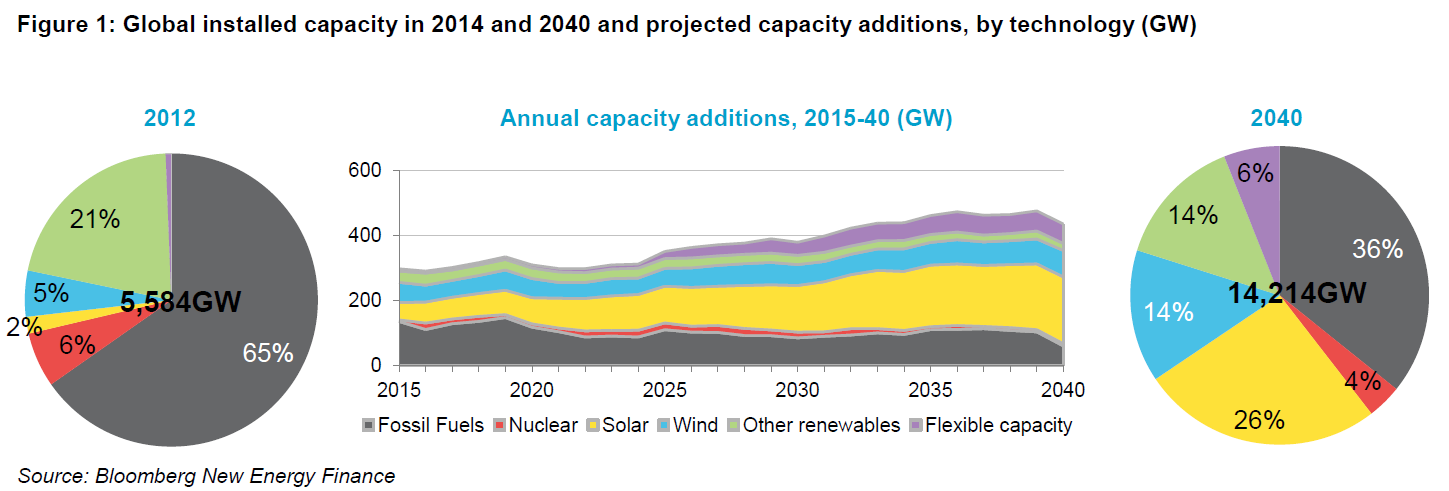 Figure 1: Global installed capacity in 2014 and 2040 and projected capacity additions, by technology (GW)
2012
21%
5%
2%
6%
65%
5,584GW
Annual capacity additions, 2015-40 (GW)
600
400
200
0
2015 2020 2025 2030 2035 2040
Fossil Fuels Nuclear Solar Wind Other renewables Flexible capacity
2040
6%
14%
36%
14,214GW
14%
4%
26%
Source: Bloomberg New Energy Finance